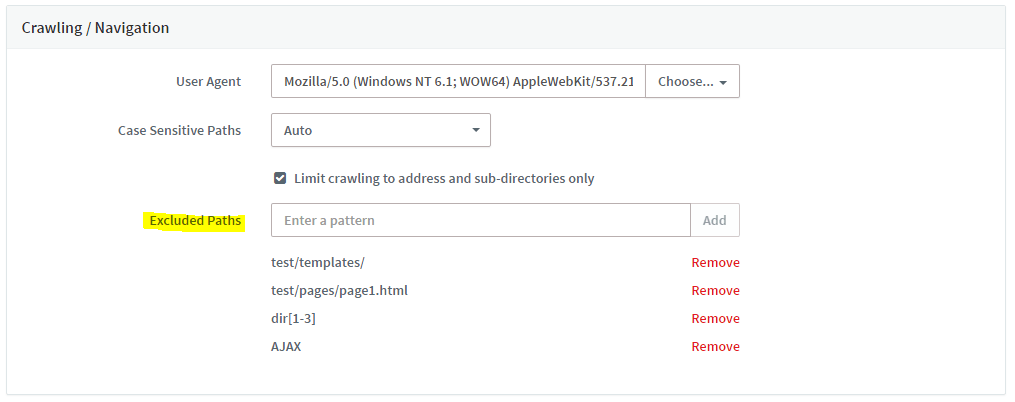 Crawling / Navigation
User Agent Mozilla/5.0 (Windows NT 6.1; WOW64) AppleWebKit/537.21 Choose...
Case Sensitive Paths Auto
Limit crawling to address and sub-directories only
Excluded Paths Enter a pattern Add
test/templates/ Remove
test/pages/page1.html Remove
dir[1-3] Remove
AJAX Remove